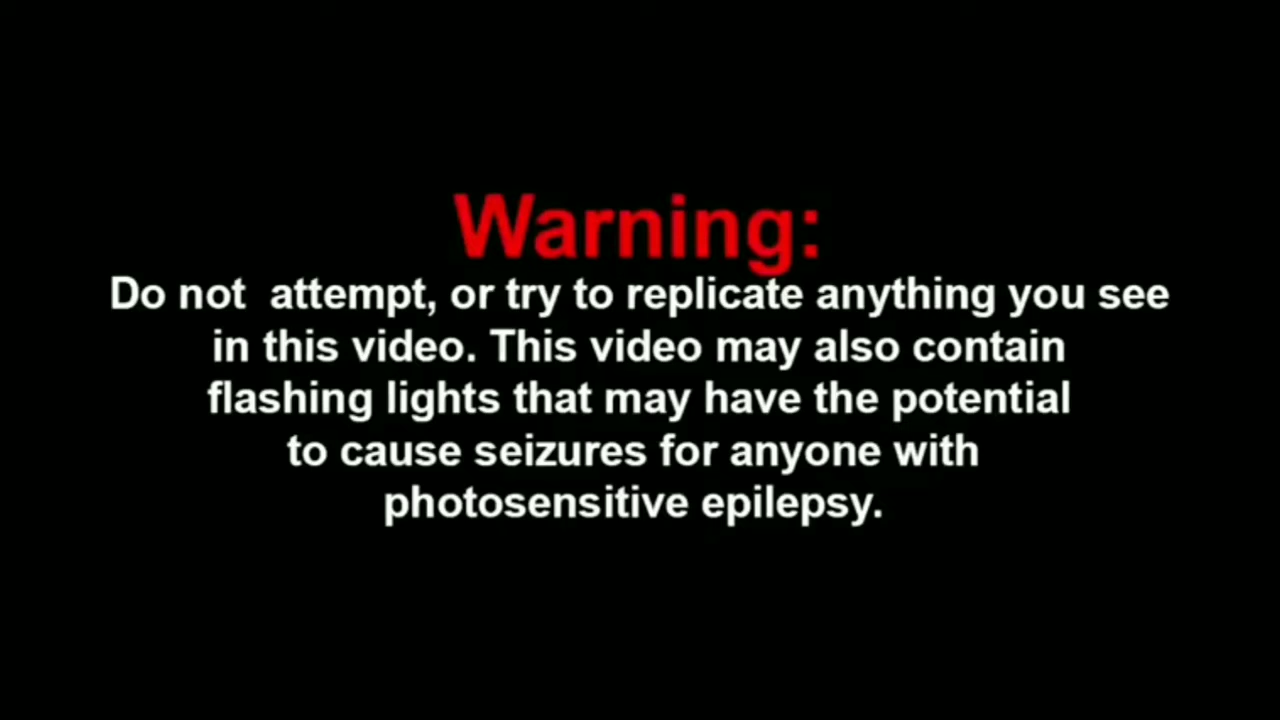 Warning:
Do not  attempt, or try to replicate anything you see
in this video. This video may also contain
flashing lights that may have the potential
to cause seizures for anyone with
photosensitive epilepsy.